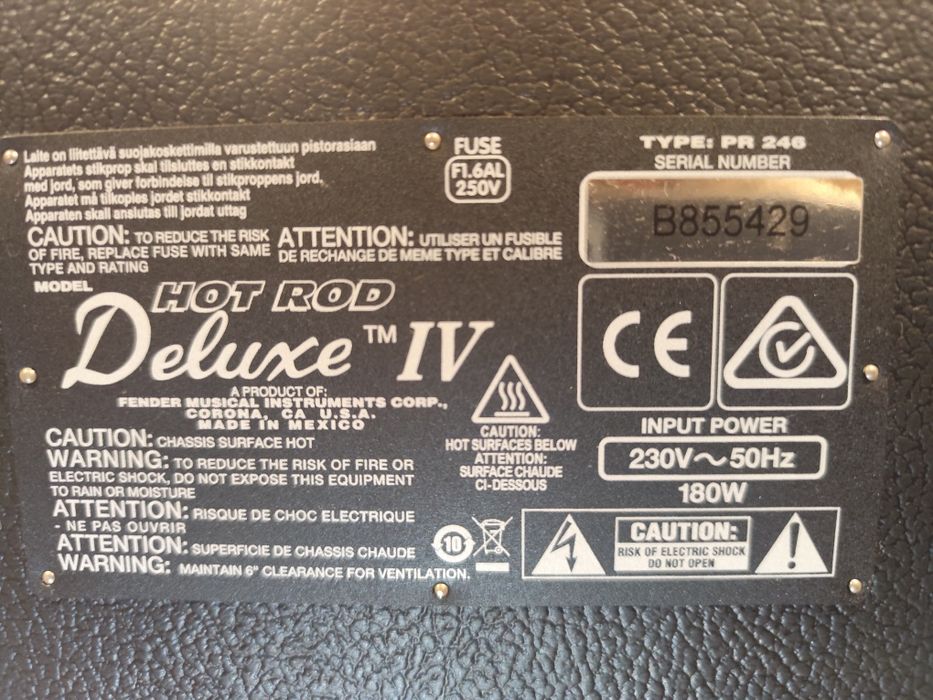 Laite on liitettävä suojakoskettimilla varustettuun pistorasiaan
Apparatets stikprop skal tilsluttes en stikkontakt
med jord, som giver forbindelse til stikproppens jord.
Apparatet må tilkoples jordet stikkontakt
Apparaten skall anslutas till jordat uttag
FUSE
F1.6AL
250V
TYPE: PR 246
SERIAL NUMBER
B855429
CAUTION: TO REDUCE THE RISK
OF FIRE, REPLACE FUSE WITH SAME
TYPE AND RATING
ATTENTION: UTILISER UN FUSIBLE
DE RECHANGE DE MEME TYPE ET CALIBRE
MODEL
HOT ROD
Deluxe™ IV
A PRODUCT OF:
FENDER MUSICAL INSTRUMENTS CORP.,
CORONA, CA U.S.A.
MADE IN MEXICO
CE
CAUTION:
HOT SURFACES BELOW
ATTENTION:
SURFACE CHAUDE
CI-DESSOUS
INPUT POWER
230V~50Hz
180W
CAUTION: CHASSIS SURFACE HOT
WARNING: TO REDUCE THE RISK OF FIRE OR
ELECTRIC SHOCK, DO NOT EXPOSE THIS EQUIPMENT
TO RAIN OR MOISTURE
ATTENTION: RISQUE DE CHOC ELECTRIQUE
- NE PAS OUVRIR
ATTENTION: SUPERFICIE DE CHASSIS CHAUDE
WARNING: MAINTAIN 6" CLEARANCE FOR VENTILATION.
10
CAUTION:
RISK OF ELECTRIC SHOCK
DO NOT OPEN
!